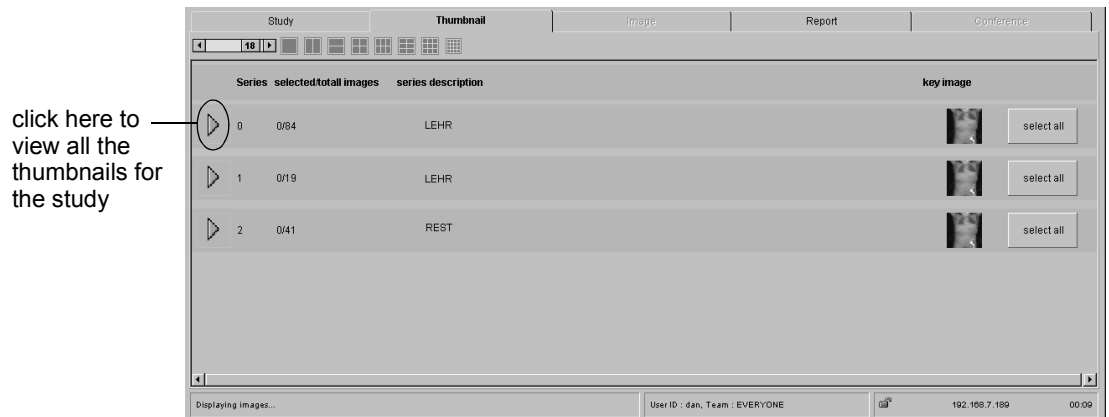 Study Thumbnail Image Report Conference
18
Series selected/totall images series description key image
click here to
view all the
thumbnails for
the study
0 0/84 LEHR select all
1 0/19 LEHR select all
2 0/41 REST select all
Displaying images... User ID : dan, Team : EVERYONE 192.168.7.189 00:09